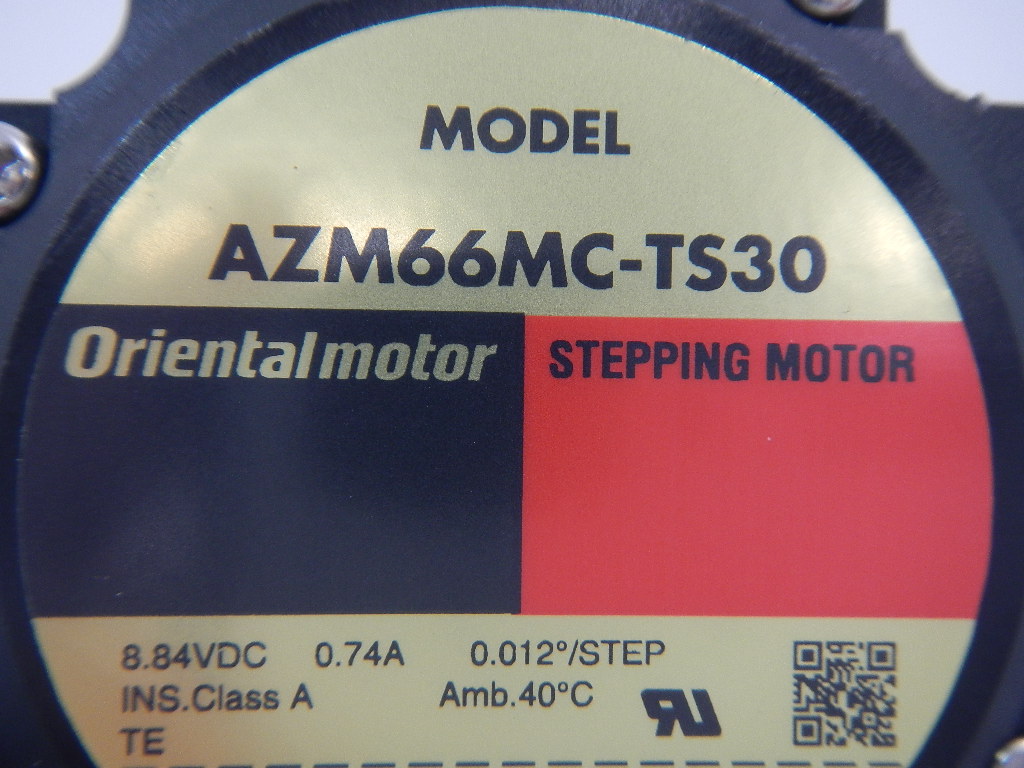 MODEL
AZM66MC-TS30
Orientalmotor STEPPING MOTOR
8.84VDC 0.74A 0.012°/STEP
INS.Class A Amb.40°C
TE